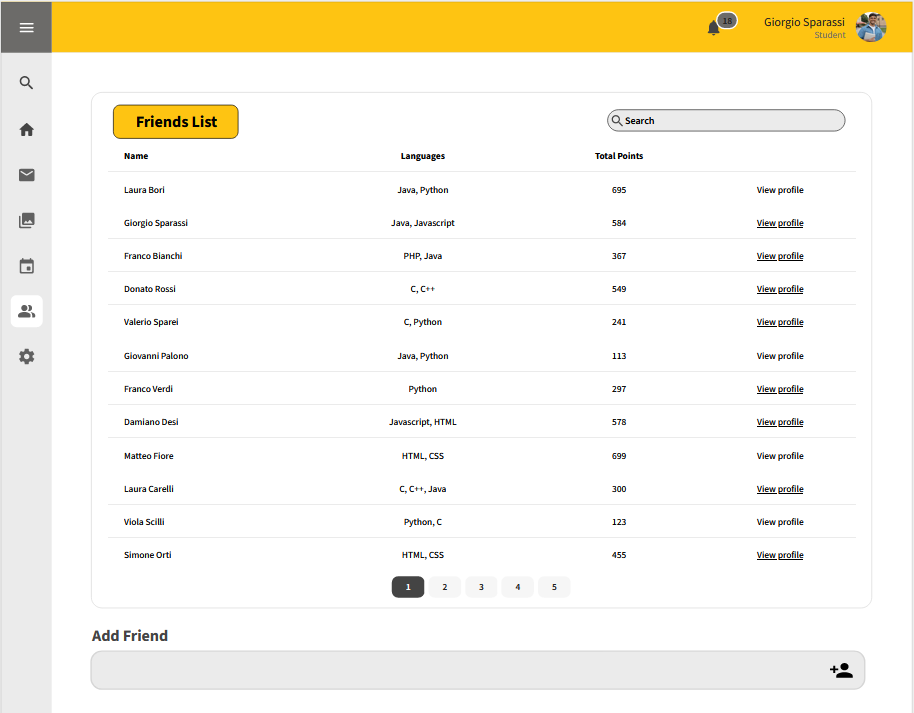 18
Giorgio Sparassi
Student
Friends List
Search
Name Languages Total Points
Laura Bori Java, Python 695 View profile
Giorgio Sparassi Java, Javascript 584 View profile
Franco Bianchi PHP, Java 367 View profile
Donato Rossi C, C++ 549 View profile
Valerio Sparei C, Python 241 View profile
Giovanni Palono Java, Python 113 View profile
Franco Verdi Python 297 View profile
Damiano Desi Javascript, HTML 578 View profile
Matteo Fiore HTML, CSS 699 View profile
Laura Carelli C, C++, Java 300 View profile
Viola Scilli Python, C 123 View profile
Simone Orti HTML, CSS 455 View profile
1 2 3 4 5
Add Friend